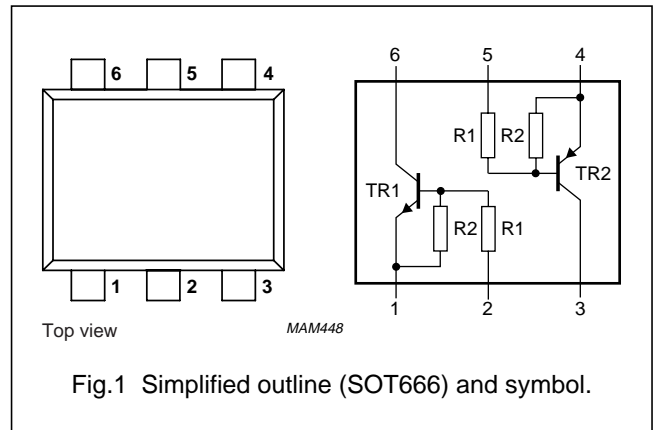 6 5 4
1 2 3
Top view
MAM448
6 5 4
R1 R2
TR2
TR1
R2 R1
1 2 3
Fig.1 Simplified outline (SOT666) and symbol.